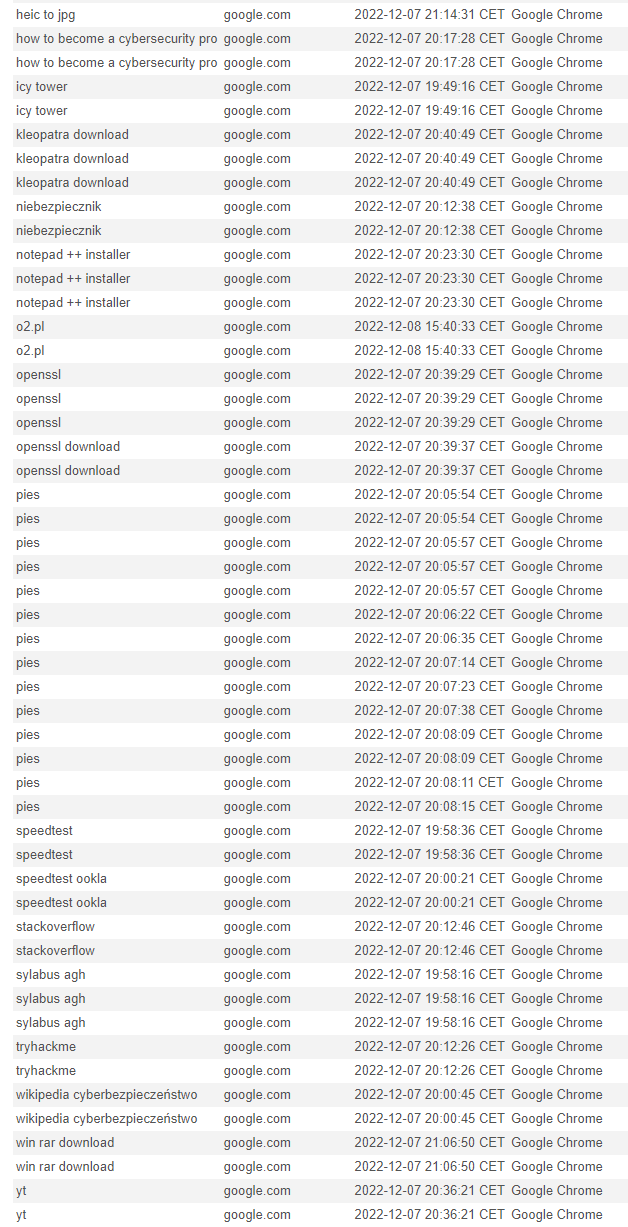 heic to jpg google.com 2022-12-07 21:14:31 CET Google Chrome
how to become a cybersecurity pro google.com 2022-12-07 20:17:28 CET Google Chrome
how to become a cybersecurity pro google.com 2022-12-07 20:17:28 CET Google Chrome
icy tower google.com 2022-12-07 19:49:16 CET Google Chrome
icy tower google.com 2022-12-07 19:49:16 CET Google Chrome
kleopatra download google.com 2022-12-07 20:40:49 CET Google Chrome
kleopatra download google.com 2022-12-07 20:40:49 CET Google Chrome
kleopatra download google.com 2022-12-07 20:40:49 CET Google Chrome
niebezpiecznik google.com 2022-12-07 20:12:38 CET Google Chrome
niebezpiecznik google.com 2022-12-07 20:12:38 CET Google Chrome
notepad ++ installer google.com 2022-12-07 20:23:30 CET Google Chrome
notepad ++ installer google.com 2022-12-07 20:23:30 CET Google Chrome
notepad ++ installer google.com 2022-12-07 20:23:30 CET Google Chrome
o2.pl google.com 2022-12-08 15:40:33 CET Google Chrome
o2.pl google.com 2022-12-08 15:40:33 CET Google Chrome
openssl google.com 2022-12-07 20:39:29 CET Google Chrome
openssl google.com 2022-12-07 20:39:29 CET Google Chrome
openssl google.com 2022-12-07 20:39:29 CET Google Chrome
openssl download google.com 2022-12-07 20:39:37 CET Google Chrome
openssl download google.com 2022-12-07 20:39:37 CET Google Chrome
pies google.com 2022-12-07 20:05:54 CET Google Chrome
pies google.com 2022-12-07 20:05:54 CET Google Chrome
pies google.com 2022-12-07 20:05:57 CET Google Chrome
pies google.com 2022-12-07 20:05:57 CET Google Chrome
pies google.com 2022-12-07 20:05:57 CET Google Chrome
pies google.com 2022-12-07 20:06:22 CET Google Chrome
pies google.com 2022-12-07 20:06:35 CET Google Chrome
pies google.com 2022-12-07 20:07:14 CET Google Chrome
pies google.com 2022-12-07 20:07:23 CET Google Chrome
pies google.com 2022-12-07 20:07:38 CET Google Chrome
pies google.com 2022-12-07 20:08:09 CET Google Chrome
pies google.com 2022-12-07 20:08:09 CET Google Chrome
pies google.com 2022-12-07 20:08:11 CET Google Chrome
pies google.com 2022-12-07 20:08:15 CET Google Chrome
speedtest google.com 2022-12-07 19:58:36 CET Google Chrome
speedtest google.com 2022-12-07 19:58:36 CET Google Chrome
speedtest ookla google.com 2022-12-07 20:00:21 CET Google Chrome
speedtest ookla google.com 2022-12-07 20:00:21 CET Google Chrome
stackoverflow google.com 2022-12-07 20:12:46 CET Google Chrome
stackoverflow google.com 2022-12-07 20:12:46 CET Google Chrome
sylabus agh google.com 2022-12-07 19:58:16 CET Google Chrome
sylabus agh google.com 2022-12-07 19:58:16 CET Google Chrome
sylabus agh google.com 2022-12-07 19:58:16 CET Google Chrome
tryhackme google.com 2022-12-07 20:12:26 CET Google Chrome
tryhackme google.com 2022-12-07 20:12:26 CET Google Chrome
wikipedia cyberbezpieczeństwo google.com 2022-12-07 20:00:45 CET Google Chrome
wikipedia cyberbezpieczeństwo google.com 2022-12-07 20:00:45 CET Google Chrome
win rar download google.com 2022-12-07 21:06:50 CET Google Chrome
win rar download google.com 2022-12-07 21:06:50 CET Google Chrome
yt google.com 2022-12-07 20:36:21 CET Google Chrome
yt google.com 2022-12-07 20:36:21 CET Google Chrome